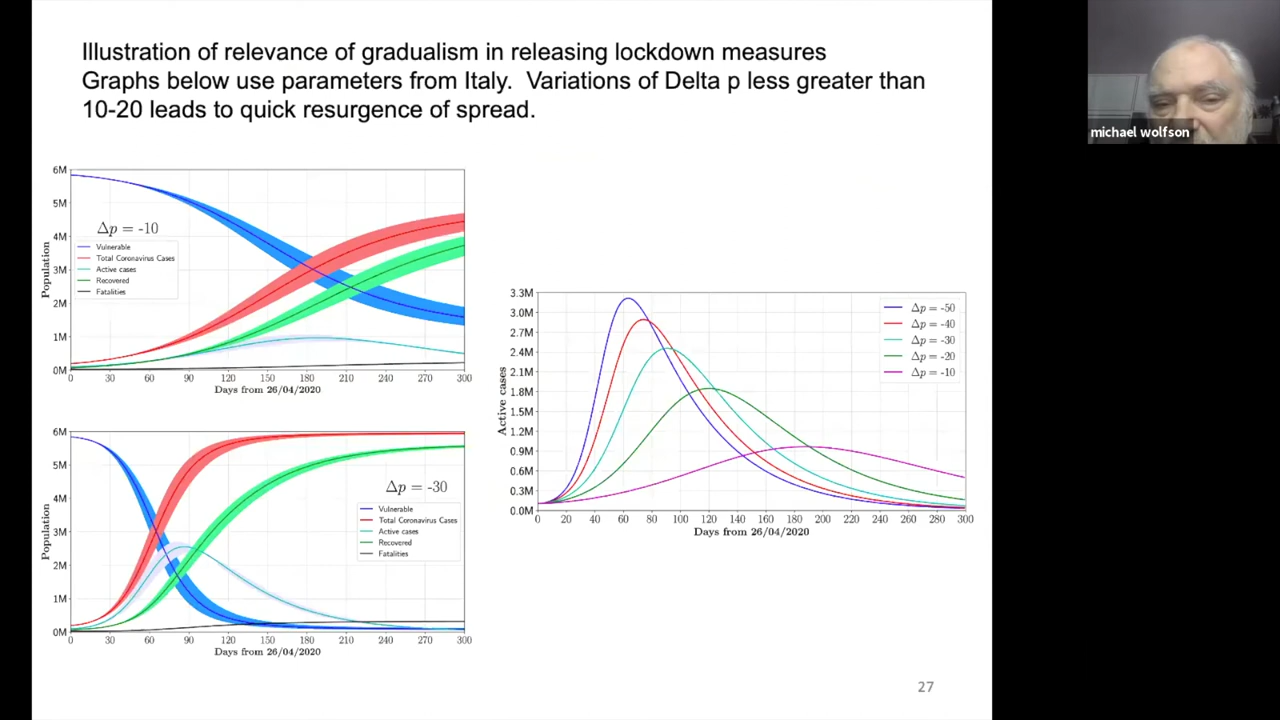 Illustration of relevance of gradualism in releasing lockdown measures
Graphs below use parameters from Italy.  Variations of Delta p less greater than
10-20 leads to quick resurgence of spread.
michael wolfson
6M
5M
4M
3M
2M
1M
0M
Population
Δp = -10
Vulnerable
Total Coronavirus Cases
Active cases
Recovered
Fatalities
0 30 60 90 120 150 180 210 240 270 300
Days from 26/04/2020
3.3M
3.0M
2.7M
2.4M
2.1M
1.8M
1.5M
1.2M
0.9M
0.6M
0.3M
0.0M
Active cases
Δp = -50
Δp = -40
Δp = -30
Δp = -20
Δp = -10
0 20 40 60 80 100 120 140 160 180 200 220 240 260 280 300
Days from 26/04/2020
6M
5M
4M
3M
2M
1M
0M
Population
Δp = -30
Vulnerable
Total Coronavirus Cases
Active cases
Recovered
Fatalities
0 30 60 90 120 150 180 210 240 270 300
Days from 26/04/2020
27